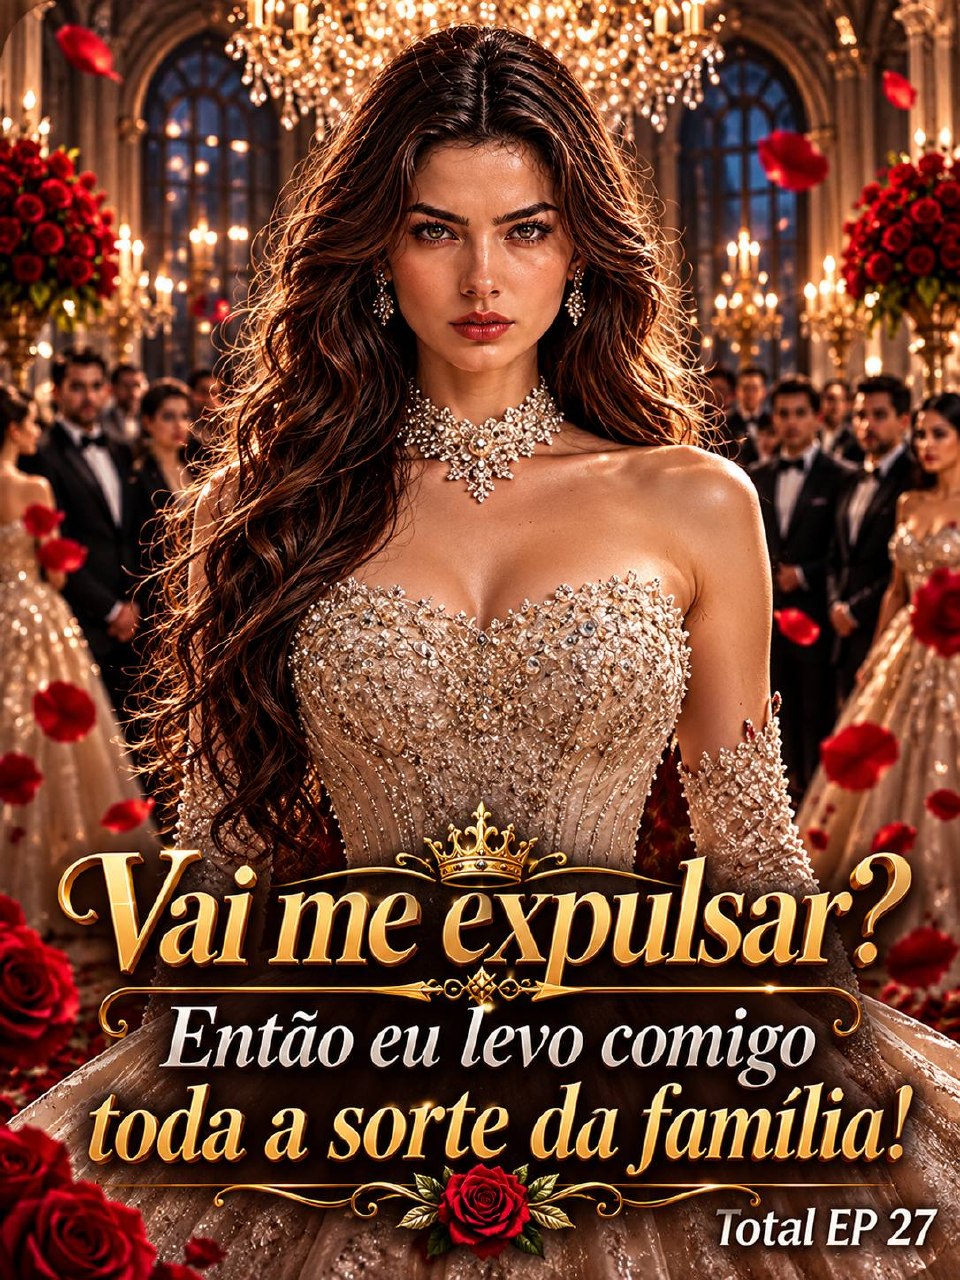 Vai me expulsar?
Então eu levo comigo
toda a sorte da família!
Total EP 27